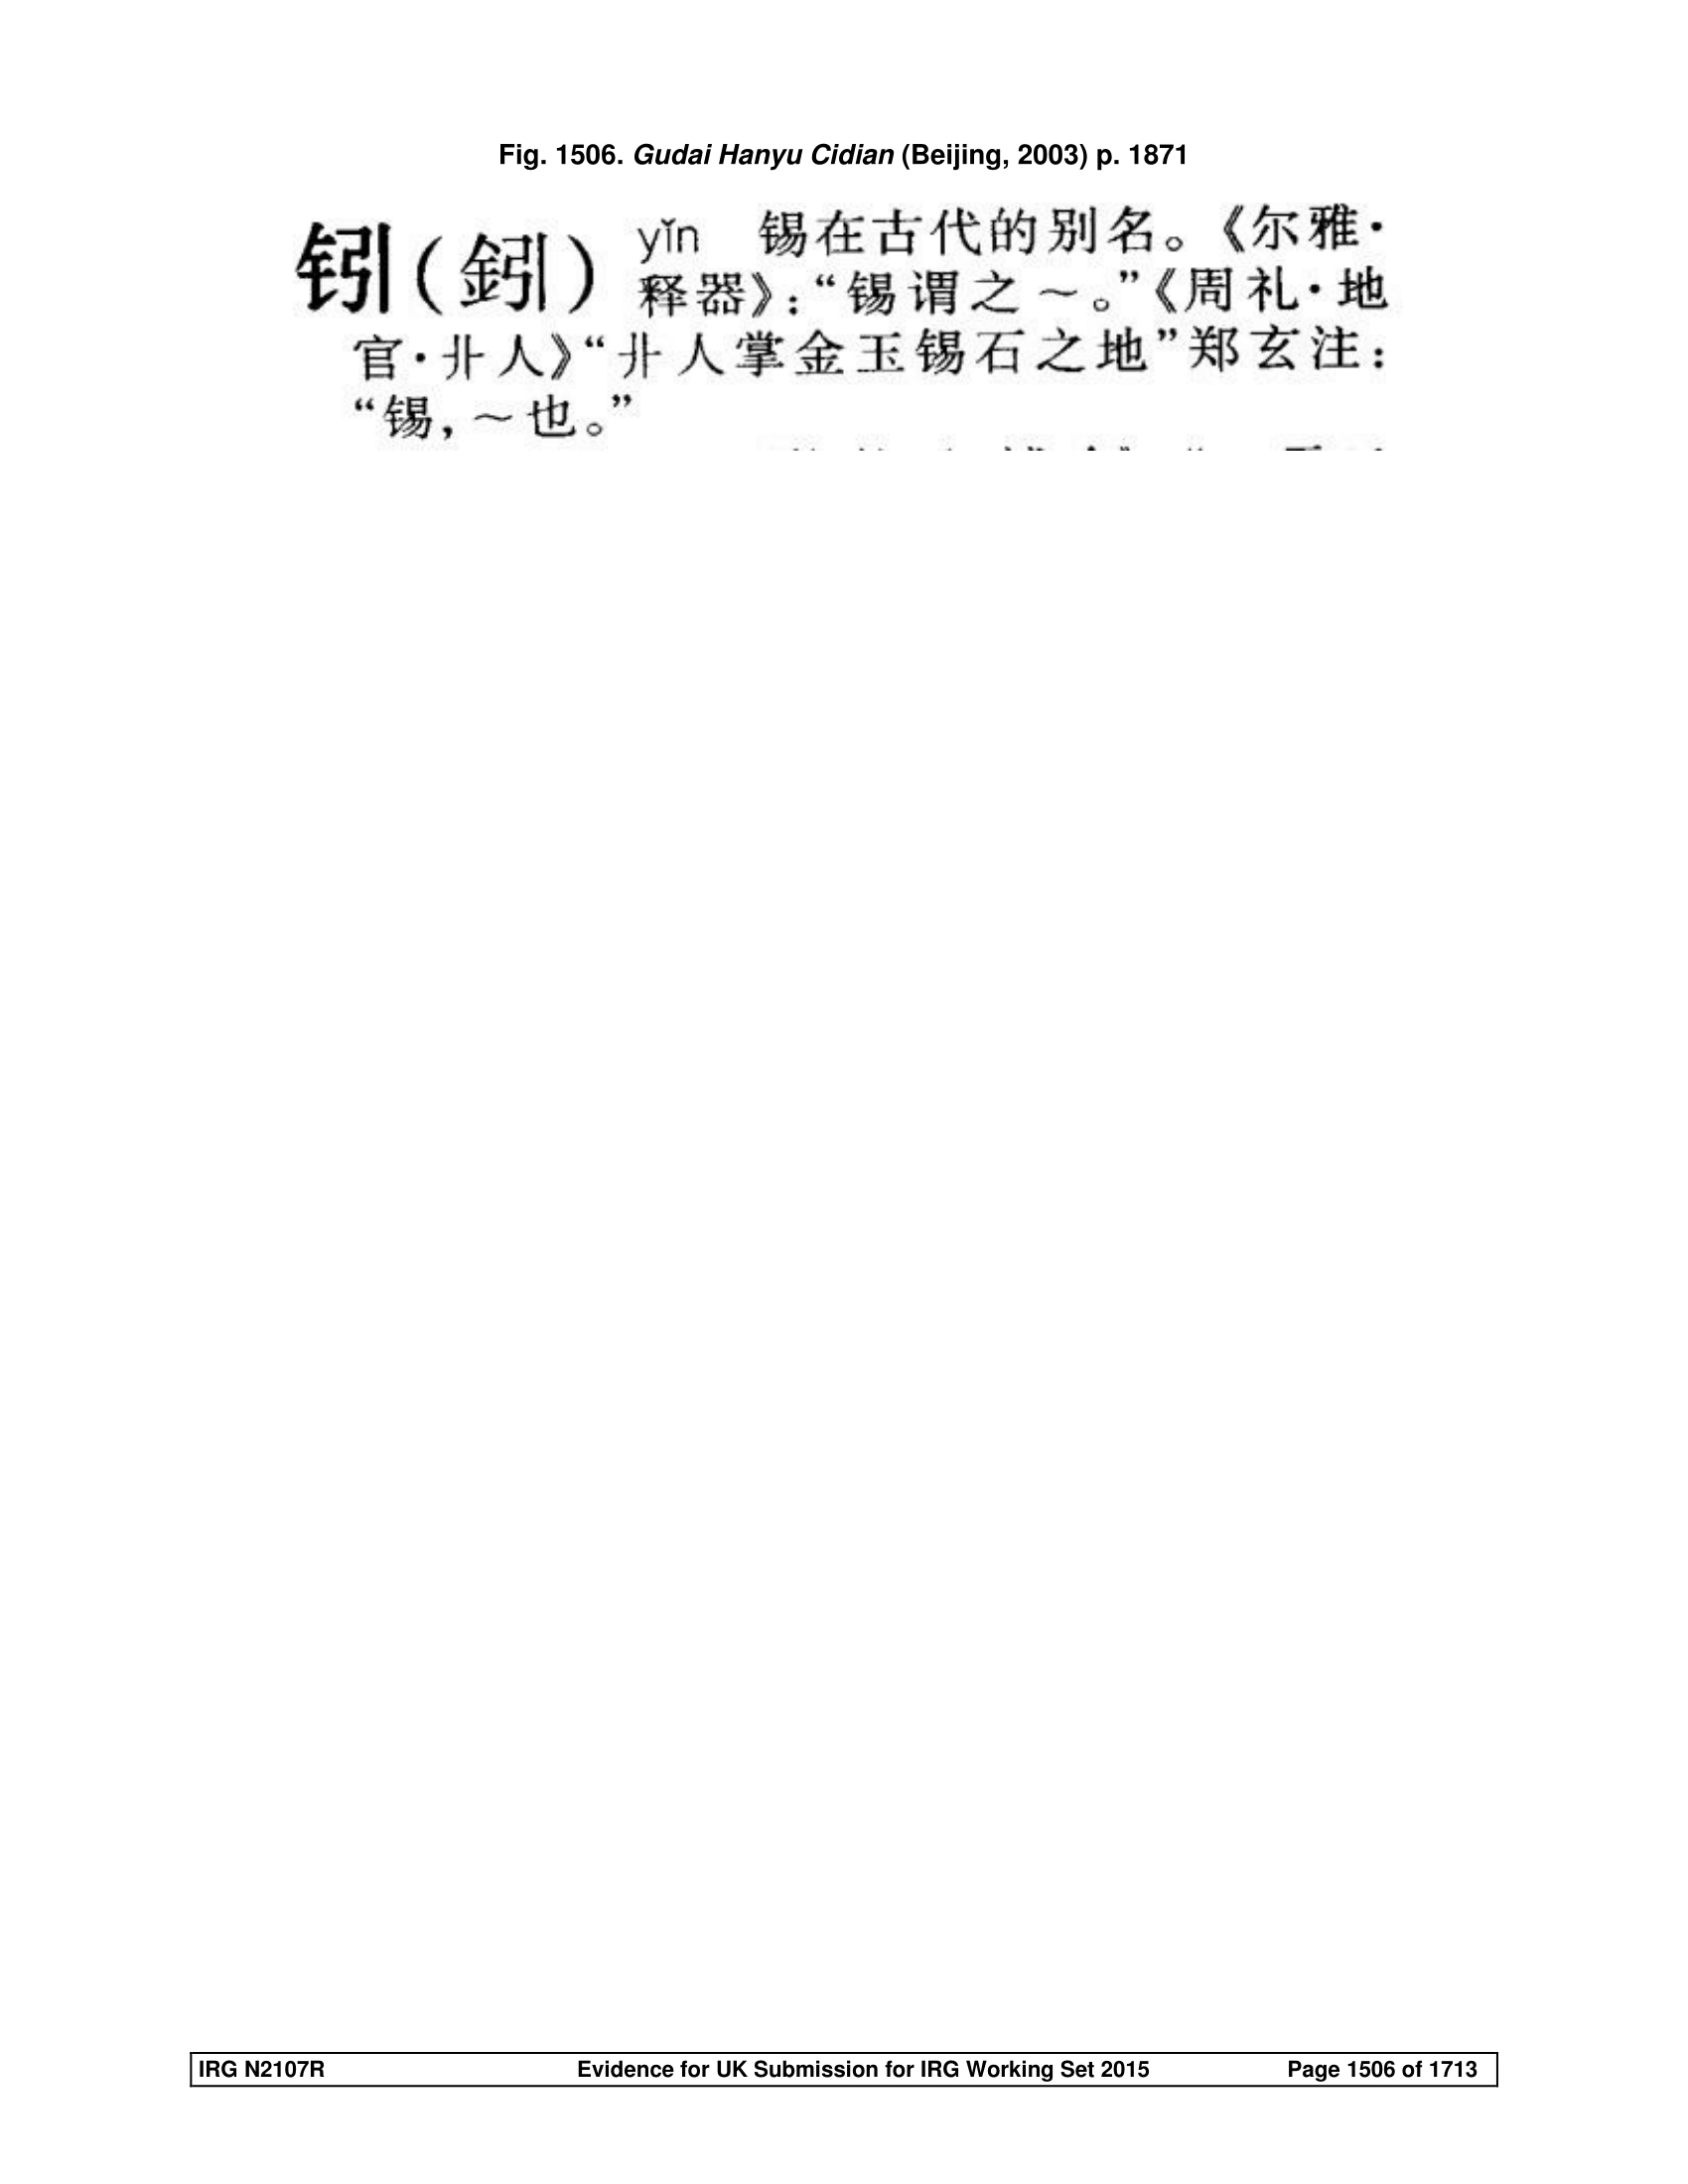 Fig. 1506. Gudai Hanyu Cidian (Beijing, 2003) p. 1871
𰽞(鈏) yǐn 锡在古代的别名。《尔雅·
释器》:“锡谓之～。”《周礼·地
官·卝人》“卝人掌金玉锡石之地”郑玄注:
“锡,～也。”
IRG N2107R Evidence for UK Submission for IRG Working Set 2015 Page 1506 of 1713